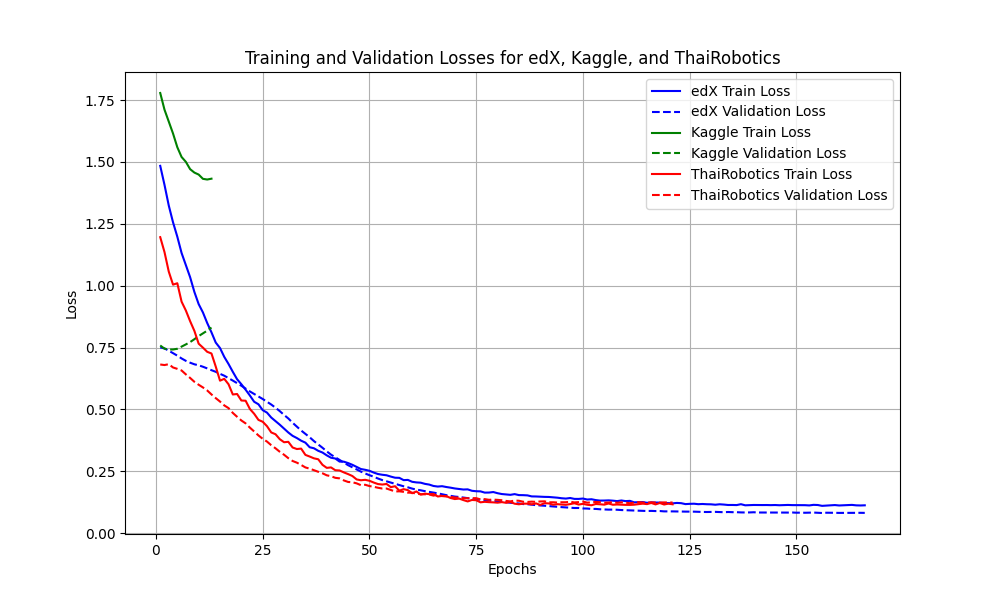 Training and Validation Losses for edX, Kaggle, and ThaiRobotics
1.75
1.50
1.25
1.00
0.75
0.50
0.25
0.00
Loss
edX Train Loss
edX Validation Loss
Kaggle Train Loss
Kaggle Validation Loss
ThaiRobotics Train Loss
ThaiRobotics Validation Loss
0 25 50 75 100 125 150
Epochs